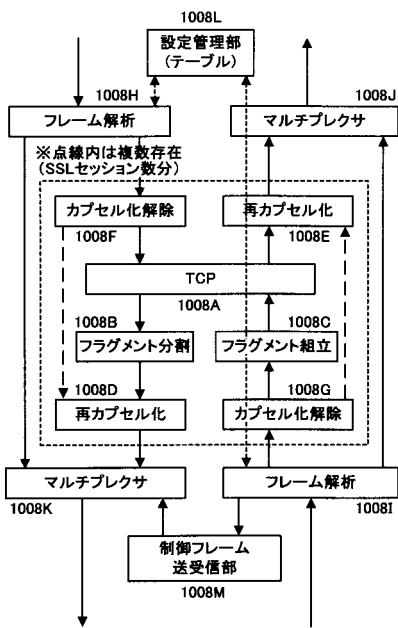 1008L
設定管理部
(テーブル)
1008H
1008J
フレーム解析
マルチプレクサ
※点線内は複数存在
(SSLセッション数分)
カプセル化解除
再カプセル化
1008F
1008E
TCP
1008A
1008B
1008C
フラグメント分割
フラグメント組立
1008D
1008G
再カプセル化
カプセル化解除
マルチプレクサ
フレーム解析
1008K
1008I
制御フレーム
送受信部
1008M